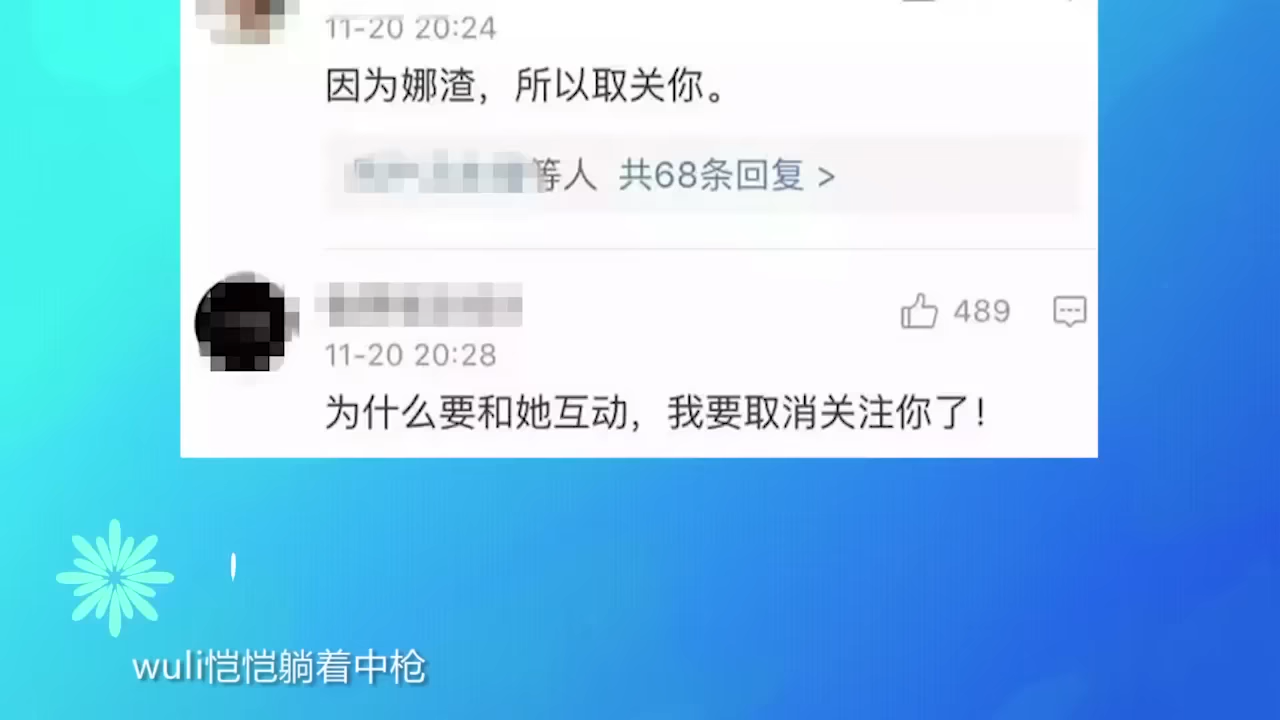 11-20 20:24
因为娜渣，所以取关你。
等人 共68条回复 >
489
11-20 20:28
为什么要和她互动，我要取消关注你了！
wuli恺恺躺着中枪